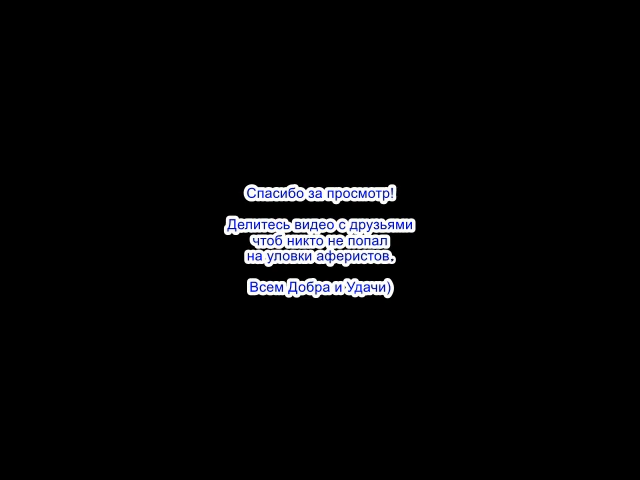 Спасибо за просмотр!
Делитесь видео с друзьями
чтоб никто не попал
на уловки аферистов.
Всем Добра и Удачи)